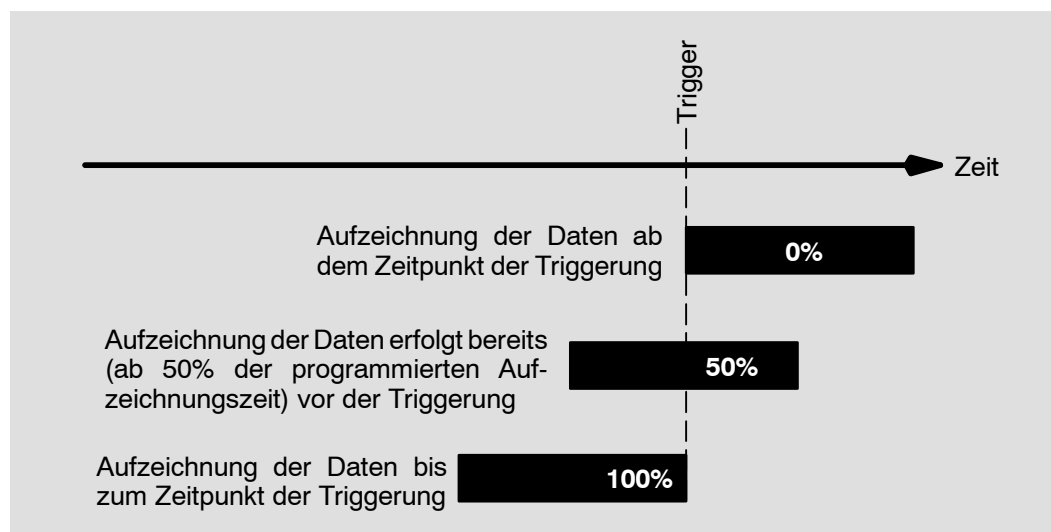 Trigger
Zeit
Aufzeichnung der Daten ab
dem Zeitpunkt der Triggerung
0%
Aufzeichnung der Daten erfolgt bereits
(ab 50% der programmierten Auf-
zeichnungszeit) vor der Triggerung
50%
Aufzeichnung der Daten bis
zum Zeitpunkt der Triggerung
100%